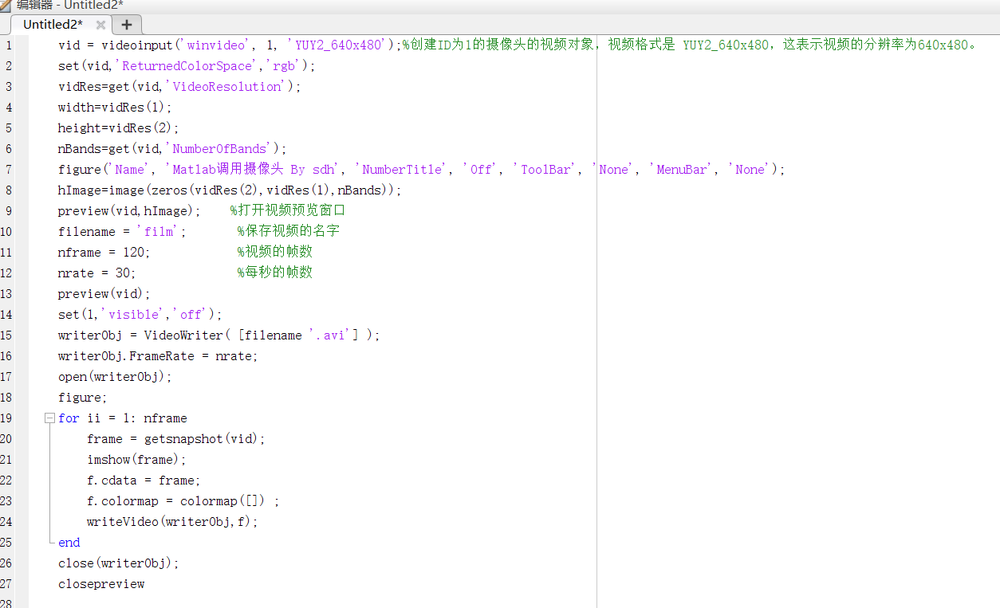 编辑器 - Untitled2*
Untitled2*
1 vid = videoinput('winvideo', 1, 'YUY2_640x480');%创建ID为1的摄像头的视频对象，视频格式是 YUY2_640x480，这表示视频的分辨率为640x480。
2 set(vid,'ReturnedColorSpace','rgb');
3 vidRes=get(vid,'VideoResolution');
4 width=vidRes(1);
5 height=vidRes(2);
6 nBands=get(vid,'NumberOfBands');
7 figure('Name', 'Matlab调用摄像头 By sdh', 'NumberTitle', 'Off', 'ToolBar', 'None', 'MenuBar', 'None');
8 hImage=image(zeros(vidRes(2),vidRes(1),nBands));
9 preview(vid,hImage); %打开视频预览窗口
10 filename = 'film'; %保存视频的名字
11 nframe = 120; %视频的帧数
12 nrate = 30; %每秒的帧数
13 preview(vid);
14 set(1,'visible','off');
15 writerObj = VideoWriter( [filename '.avi'] );
16 writerObj.FrameRate = nrate;
17 open(writerObj);
18 figure;
19 for ii = 1: nframe
20 frame = getsnapshot(vid);
21 imshow(frame);
22 f.cdata = frame;
23 f.colormap = colormap([]) ;
24 writeVideo(writerObj,f);
25 end
26 close(writerObj);
27 closepreview
28